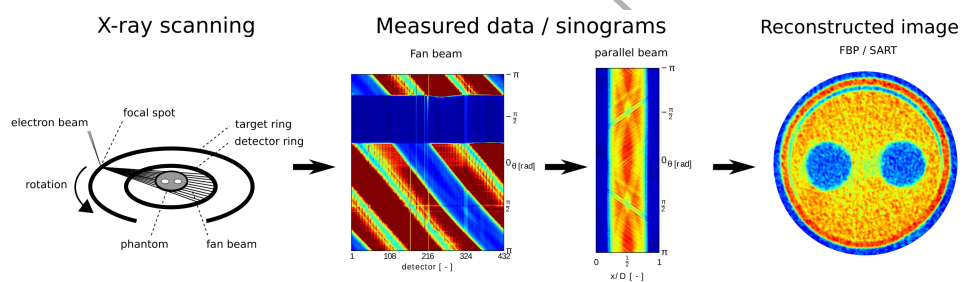 X-ray scanning
electron beam
focal spot
target ring
detector ring
rotation
phantom
fan beam
Measured data / sinograms
Fan beam
-π
-π/2
0
θ [rad]
π/2
π
1 108 216 324 432
detector [ - ]
parallel beam
-π
-π/2
0
θ [rad]
π/2
π
0 1/2 1
x/D [ - ]
Reconstructed image
FBP / SART